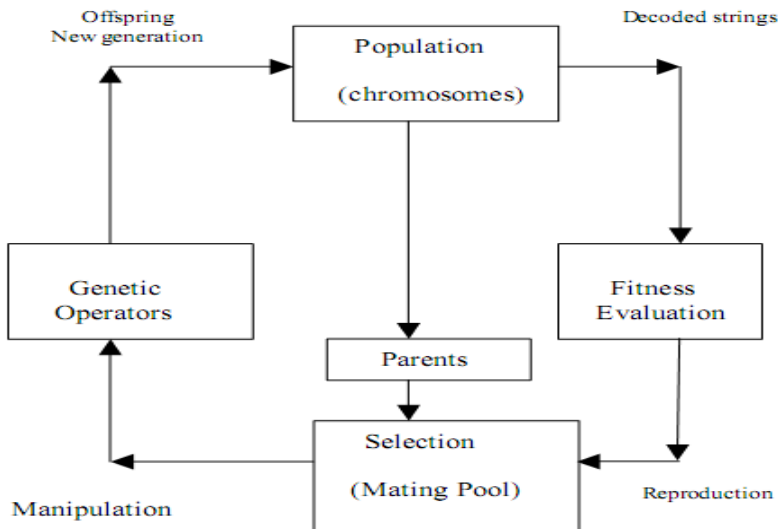 Offspring
New generation
Population
(chromosomes)
Decoded strings
Genetic
Operators
Fitness
Evaluation
Parents
Selection
(Mating Pool)
Manipulation
Reproduction